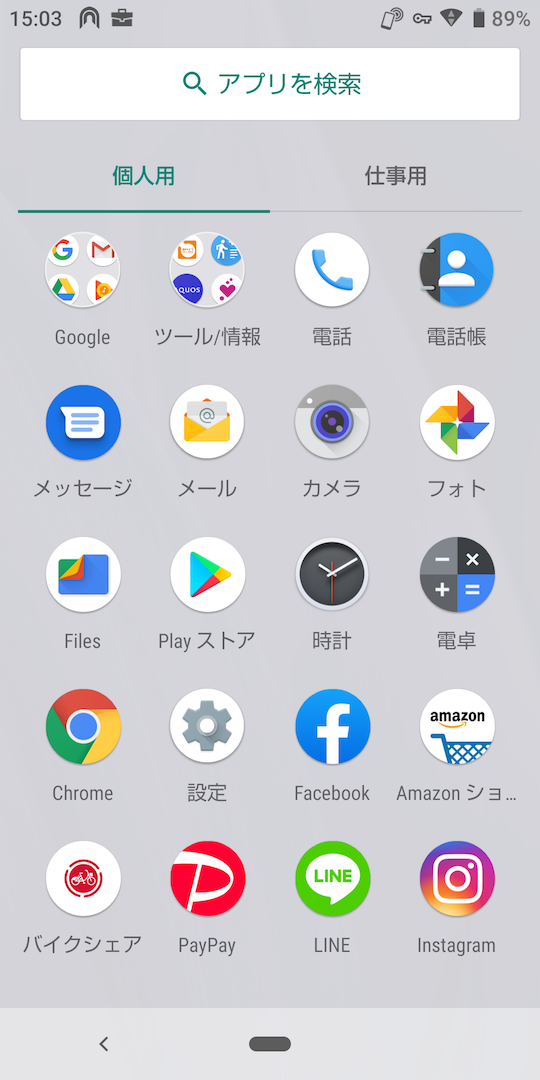 15:03 89%
アプリを検索
個人用 仕事用
Google ツール/情報 電話 電話帳
メッセージ メール カメラ フォト
Files Play ストア 時計 電卓
amazon
Chrome 設定 Facebook Amazon ショ…
LINE
バイクシェア PayPay LINE Instagram